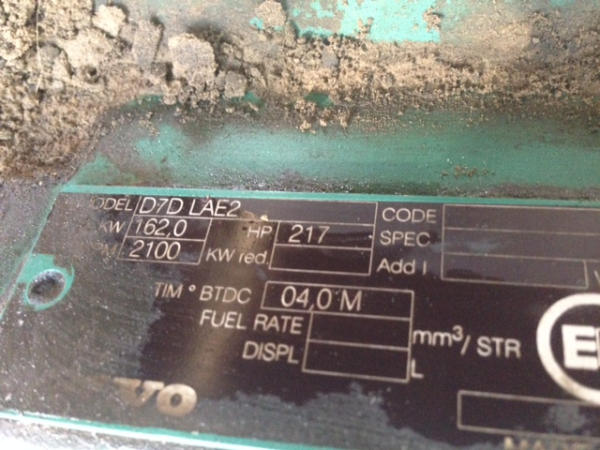 MODEL D7D LAE2 CODE
KW 162,0 HP 217 SPEC
2100 KW red. Add I
TIM ° BTDC 04,0 M
FUEL RATE mm³/ STR
DISPL L
VO